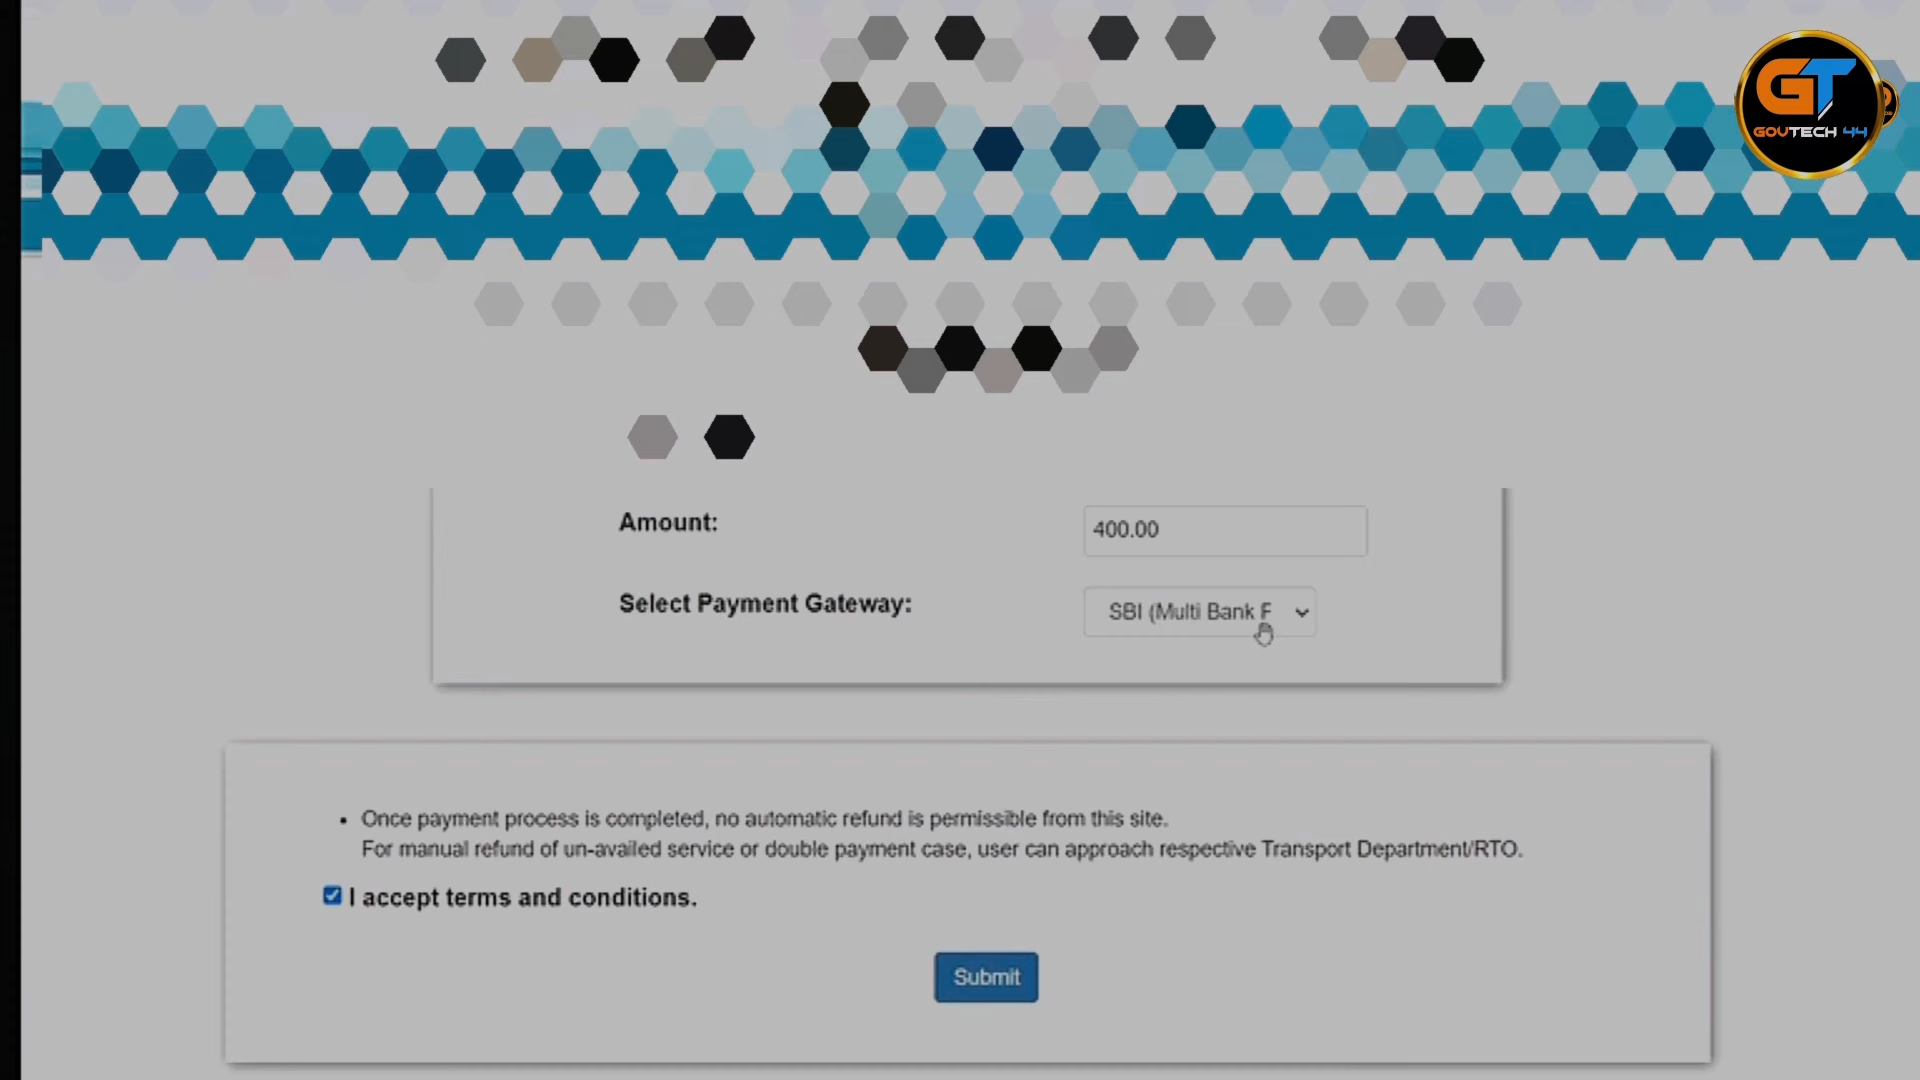 GT
GOVTECH 44
Amount:
400.00
Select Payment Gateway:
SBI (Multi Bank F
Once payment process is completed, no automatic refund is permissible from this site.
For manual refund of un-availed service or double payment case, user can approach respective Transport Department/RTO.
I accept terms and conditions.
Submit